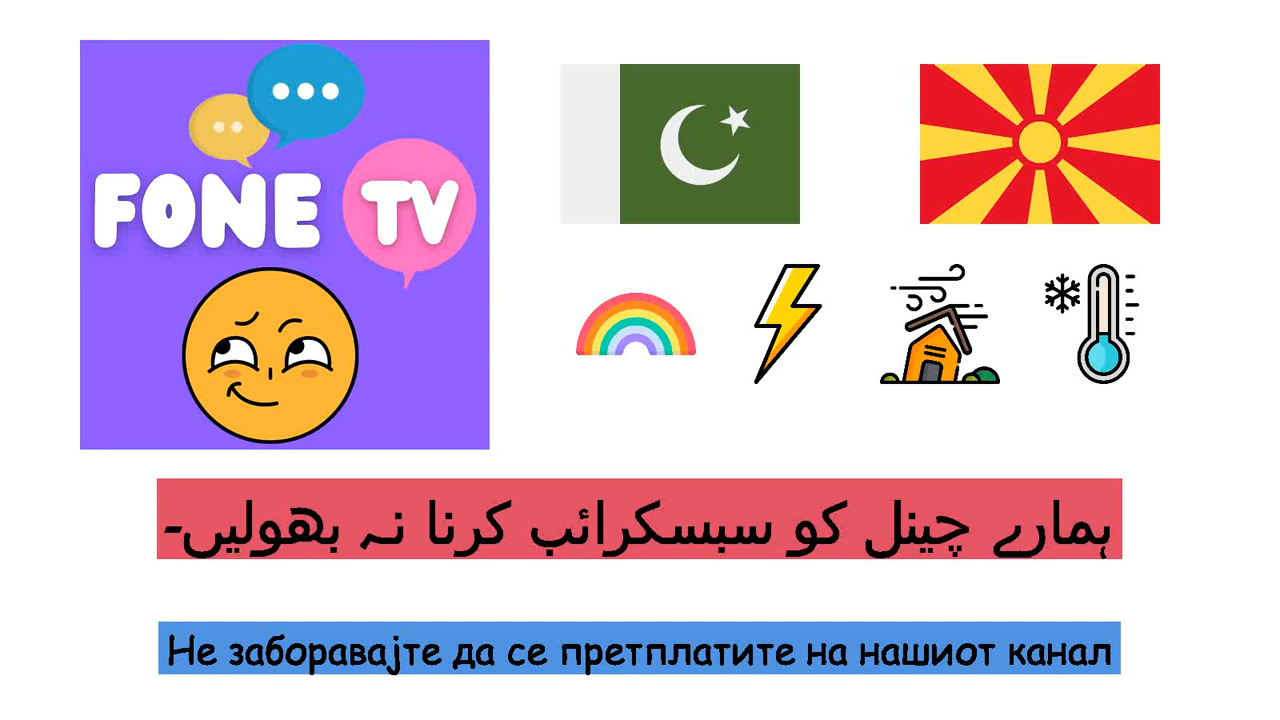 FONE TV
ہمارے چینل کو سبسکرائب کرنا نہ بھولیں۔
Не заборавајте да се претплатите на нашиот канал